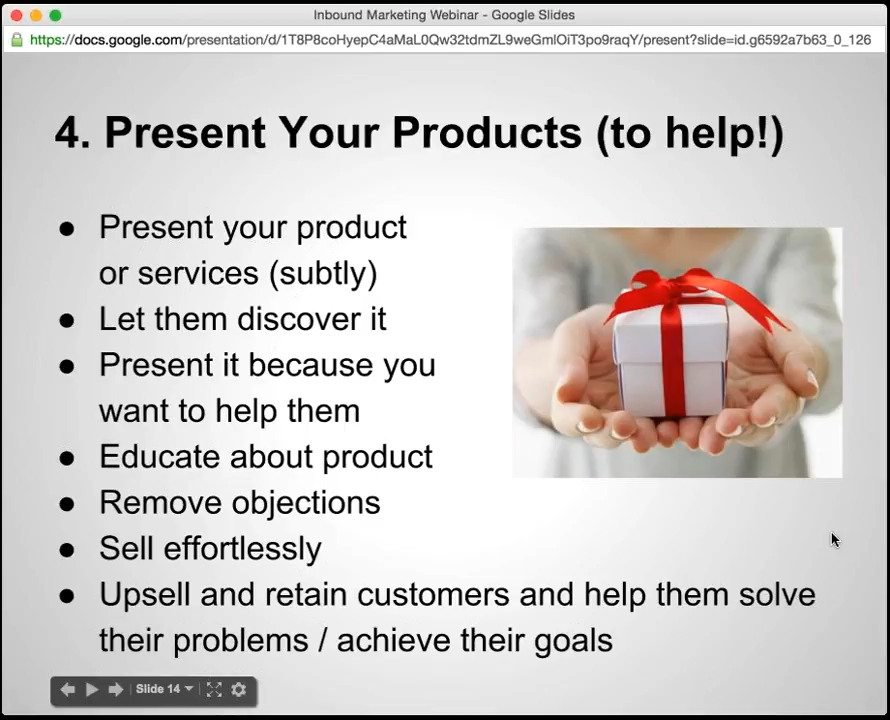 Inbound Marketing Webinar - Google Slides
https://docs.google.com/presentation/d/1T8P8coHyepC4aMaL0Qw32tdmZL9weGmlOiT3po9raqY/present?slide=id.g6592a7b63_0_126
4. Present Your Products (to help!)
● Present your product
or services (subtly)
● Let them discover it
● Present it because you
want to help them
● Educate about product
● Remove objections
● Sell effortlessly
● Upsell and retain customers and help them solve
their problems / achieve their goals
Slide 14